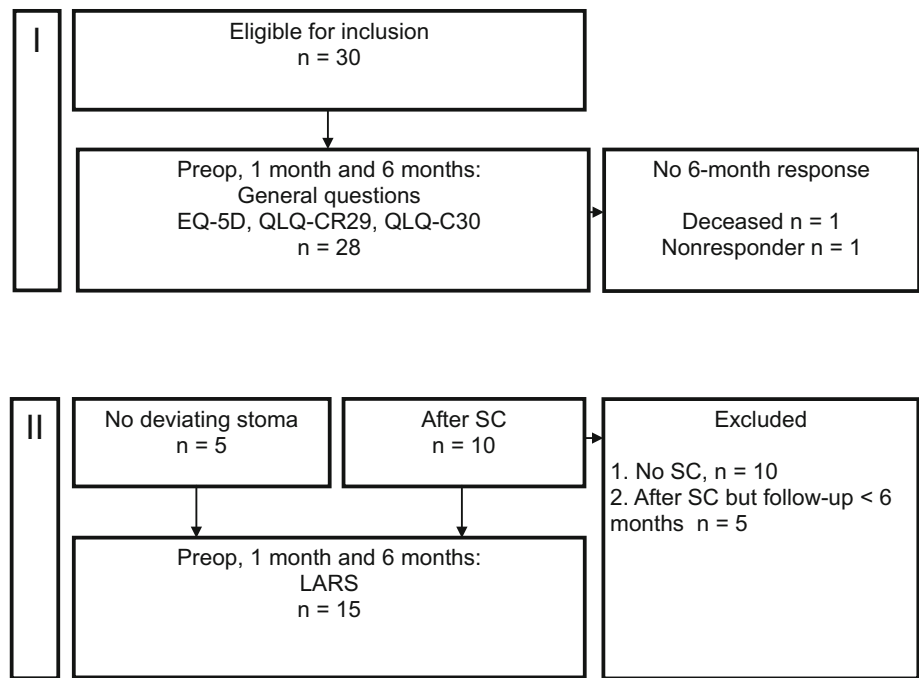 I
Eligible for inclusion
n = 30
Preop, 1 month and 6 months:
General questions
EQ-5D, QLQ-CR29, QLQ-C30
n = 28
No 6-month response
Deceased n = 1
Nonresponder n = 1
II
No deviating stoma
n = 5
After SC
n = 10
Excluded
1. No SC, n = 10
2. After SC but follow-up < 6
months n = 5
Preop, 1 month and 6 months:
LARS
n = 15